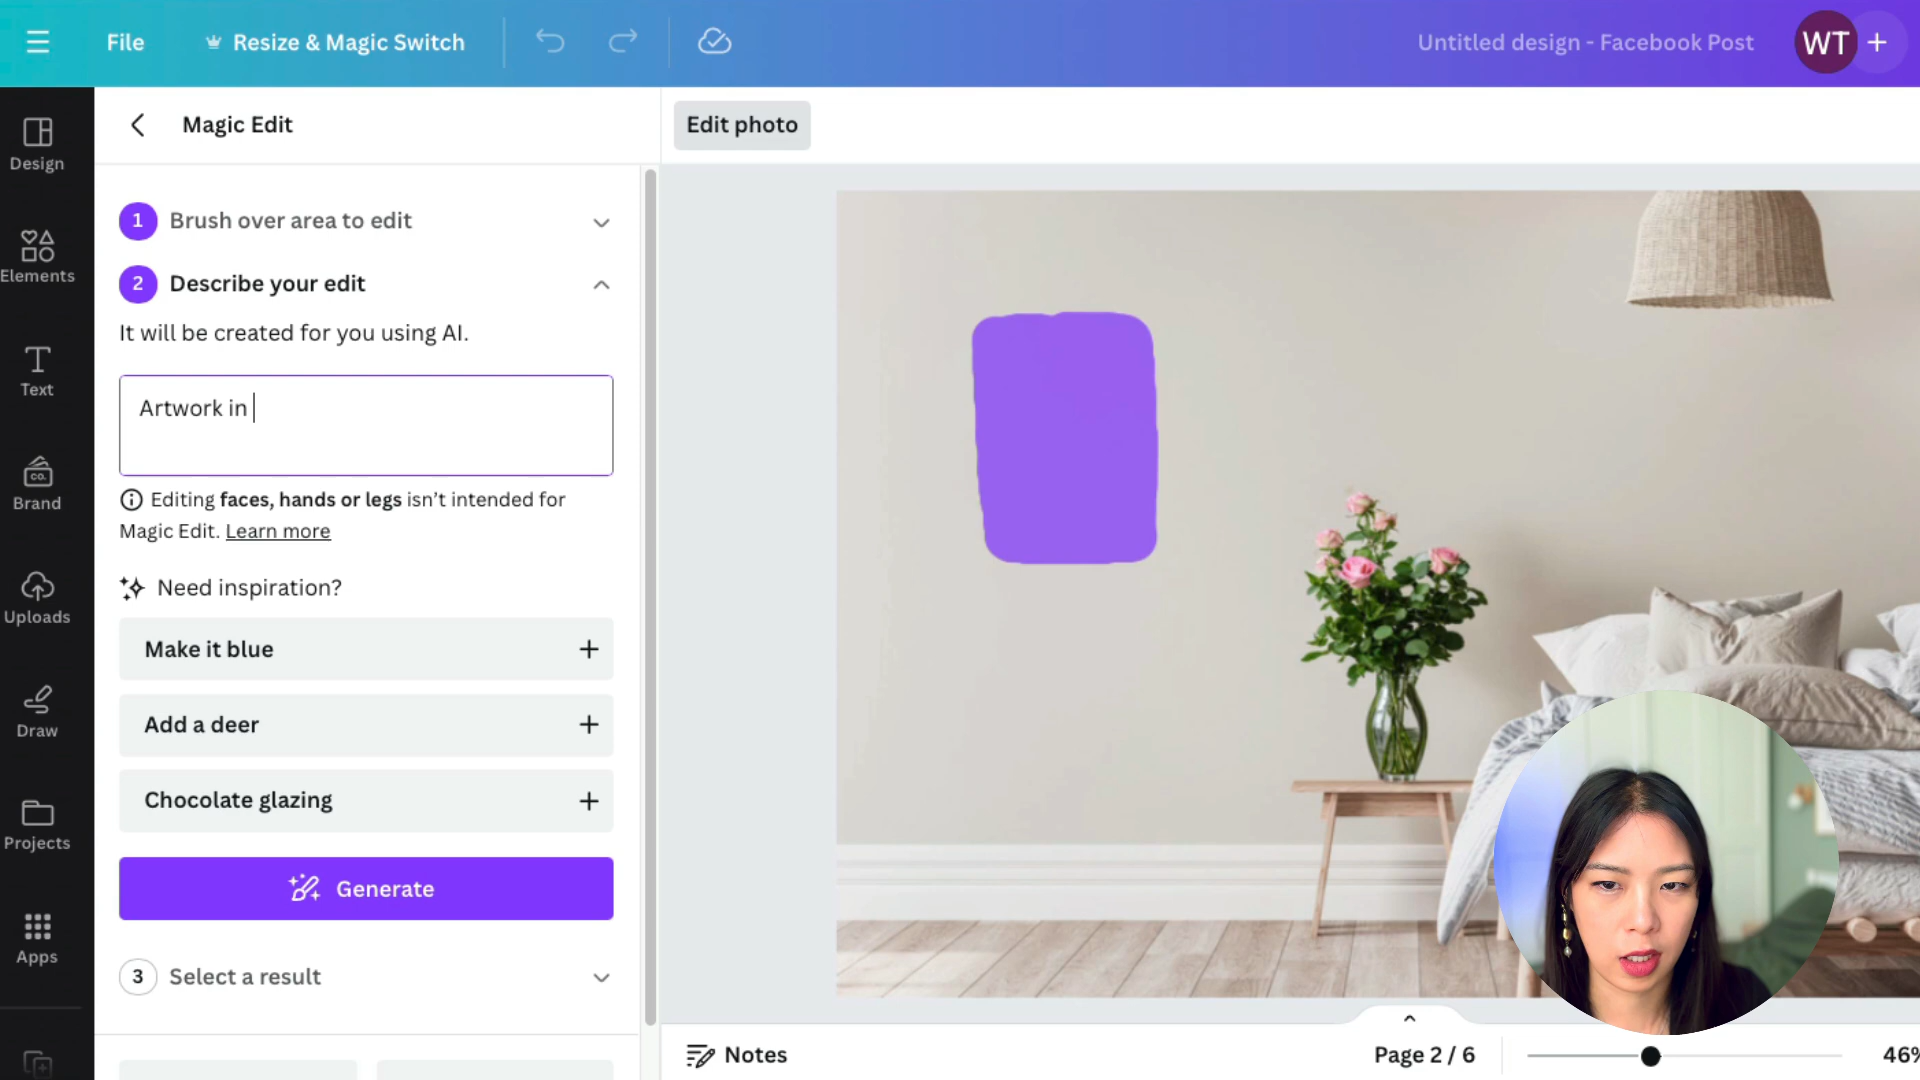 File
Resize & Magic Switch
Untitled design - Facebook Post
WT
Design
Elements
Text
Brand
CO.
Uploads
Draw
Projects
Apps
Magic Edit
Edit photo
1 Brush over area to edit
2 Describe your edit
It will be created for you using AI.
Artwork in
Editing faces, hands or legs isn’t intended for
Magic Edit. Learn more
Need inspiration?
Make it blue
Add a deer
Chocolate glazing
Generate
3 Select a result
Notes
Page 2 / 6
46%